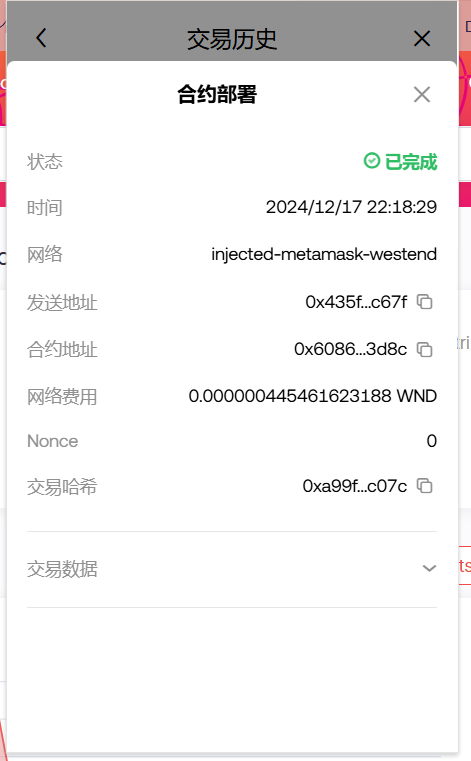 交易历史
合约部署
状态 已完成
时间 2024/12/17 22:18:29
网络 injected-metamask-westend
发送地址 0x435f...c67f
合约地址 0x6086...3d8c
网络费用 0.000000445461623188 WND
Nonce 0
交易哈希 0xa99f...c07c
交易数据